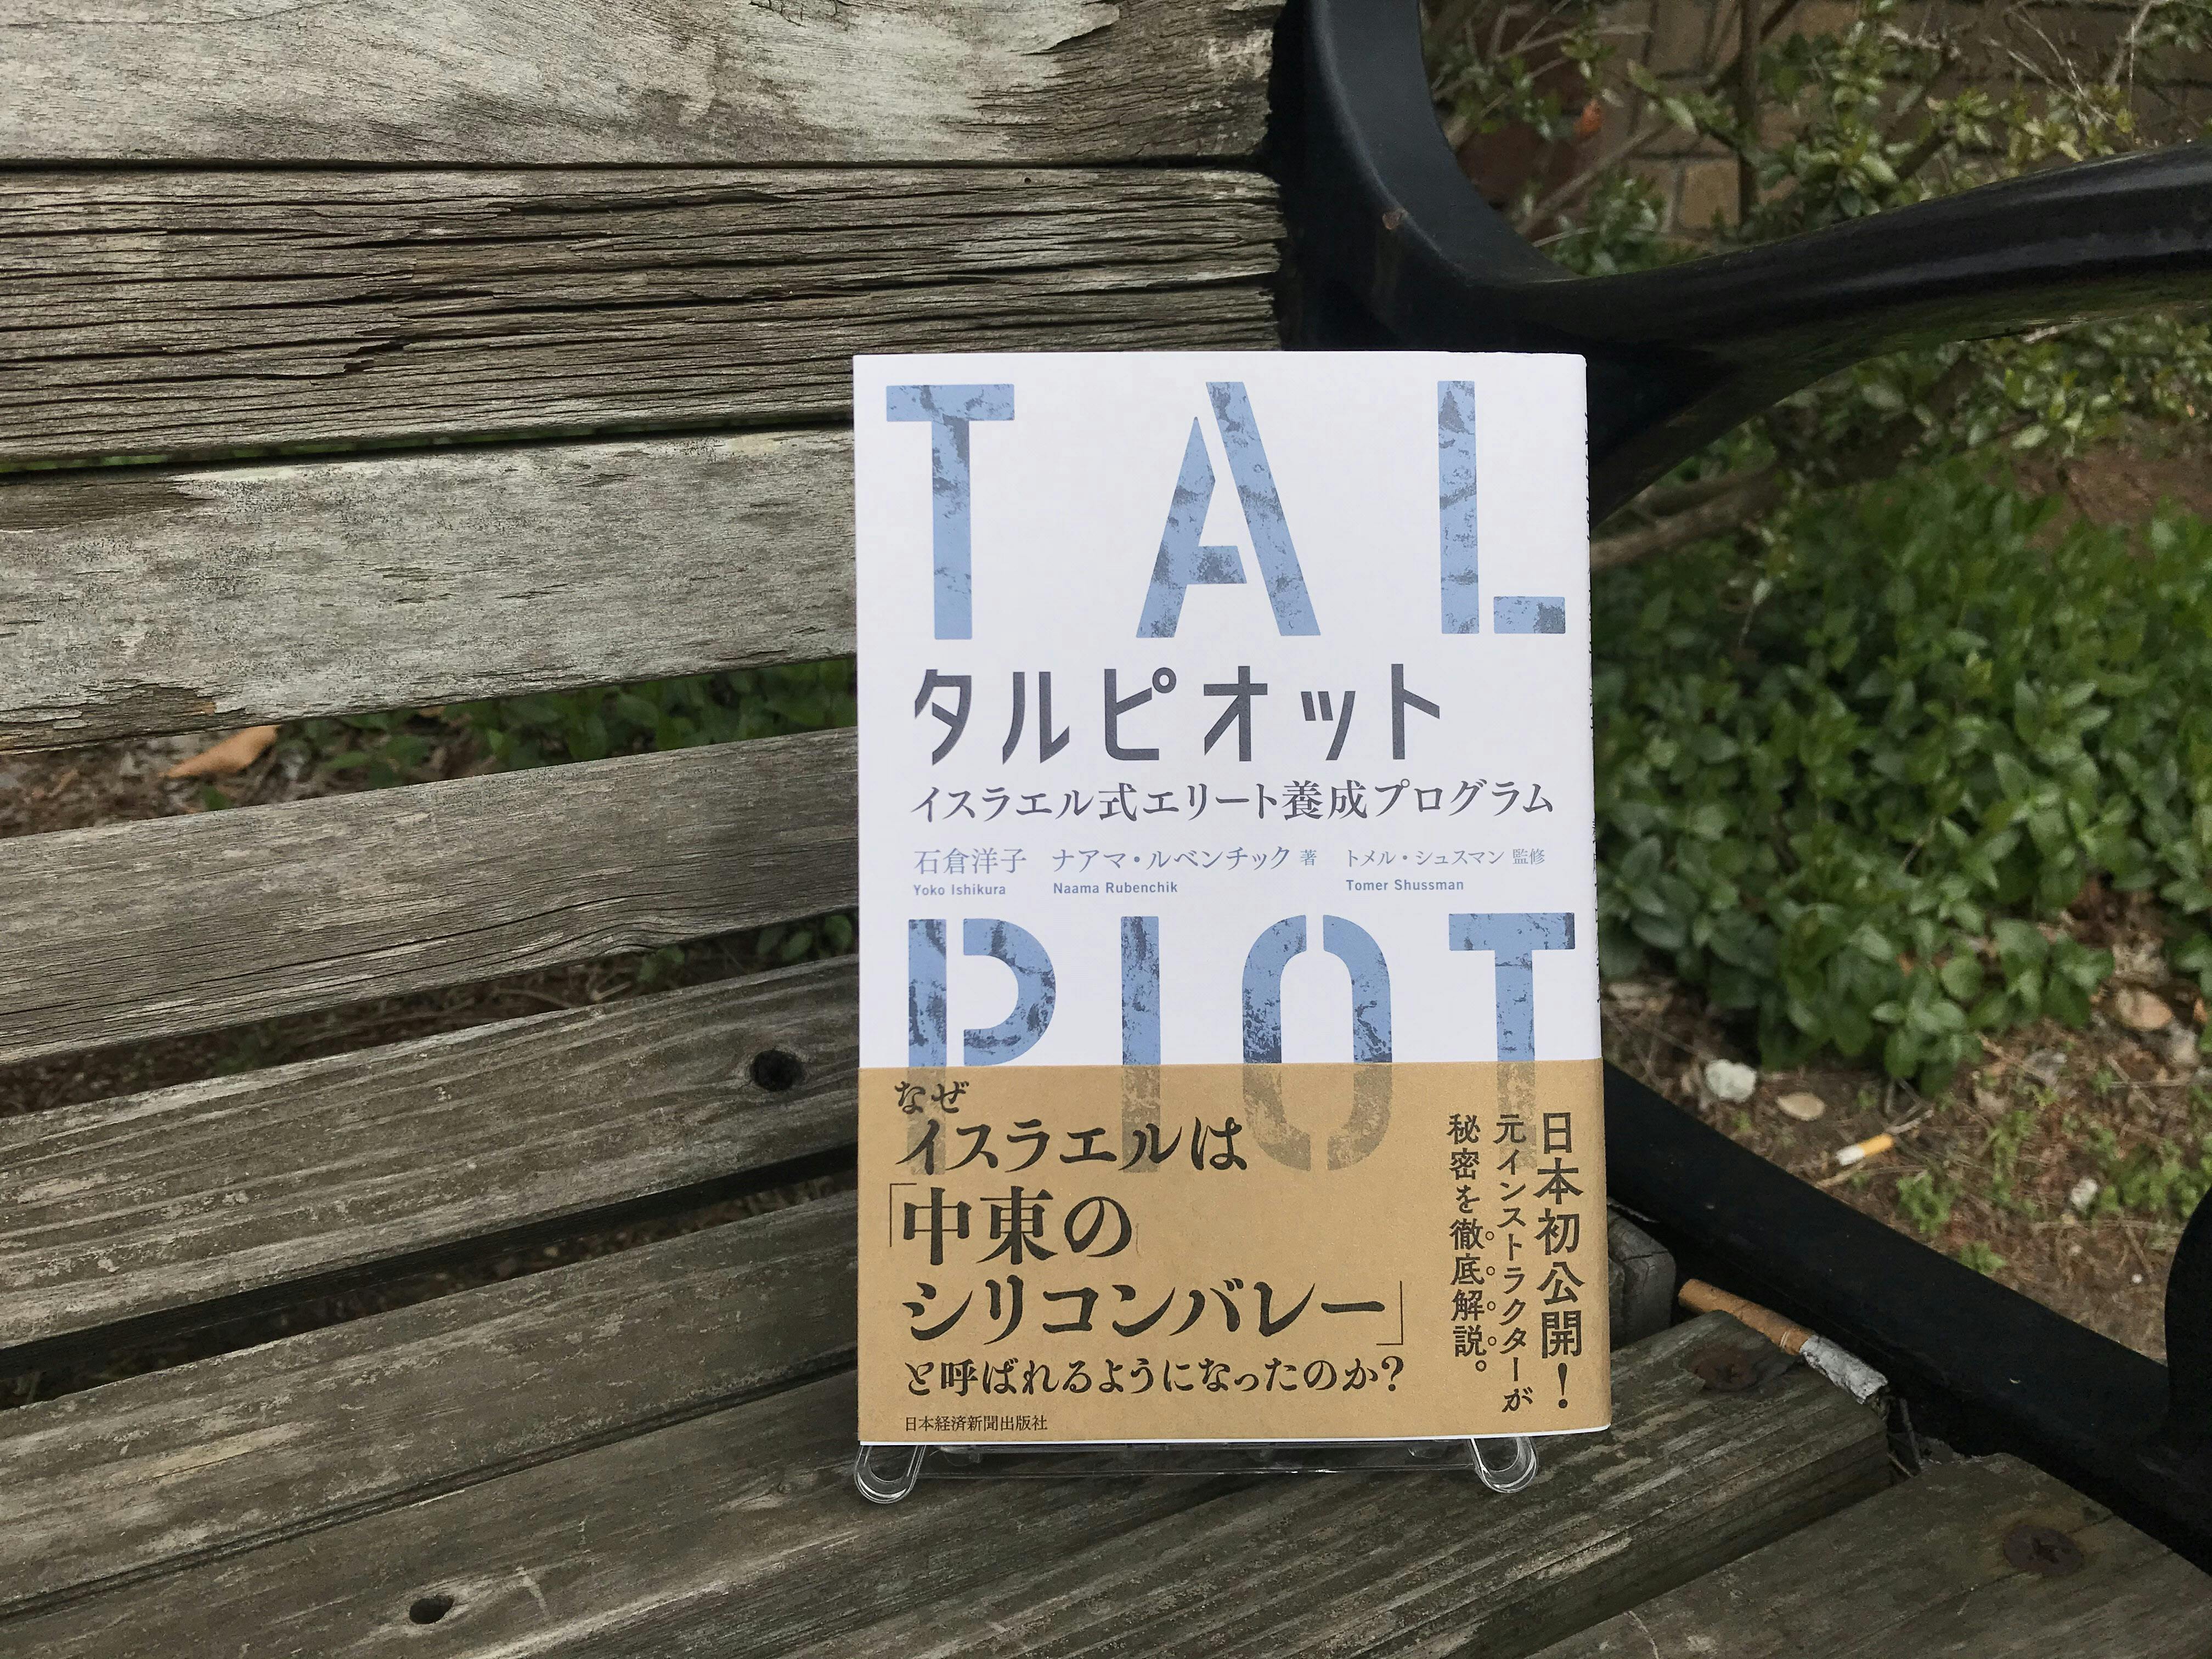 TAL
タルピオット
イスラエル式エリート養成プログラム
石倉洋子 ナアマ・ルベンチック 著 トメル・シュスマン 監修
Yoko Ishikura Naama Rubenchik Tomer Shussman
PIOT
なぜ
イスラエルは
「中東の
シリコンバレー」
と呼ばれるようになったのか?
日本初公開!
元インストラクターが
秘密を徹底解説。
日本経済新聞出版社